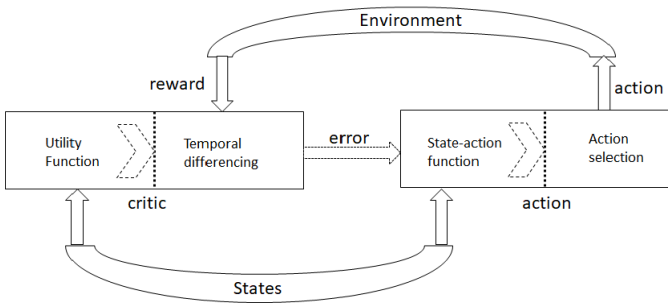 Environment
reward
action
error
Utility
Function
Temporal
differencing
State-action
function
Action
selection
critic
action
States